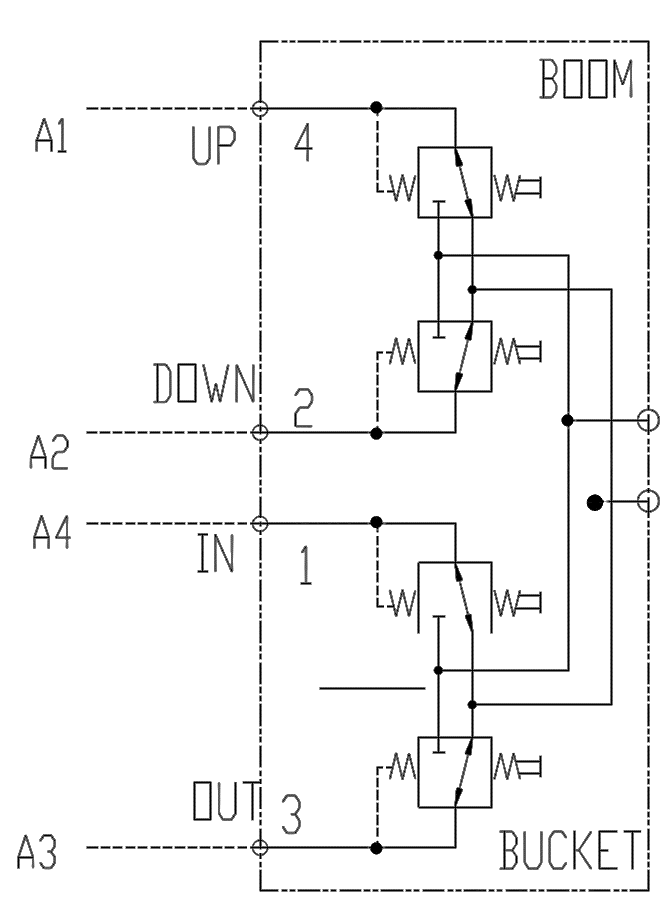 BOOM
A1
UP 4
DOWN 2
A2
A4
IN 1
OUT 3
A3
BUCKET